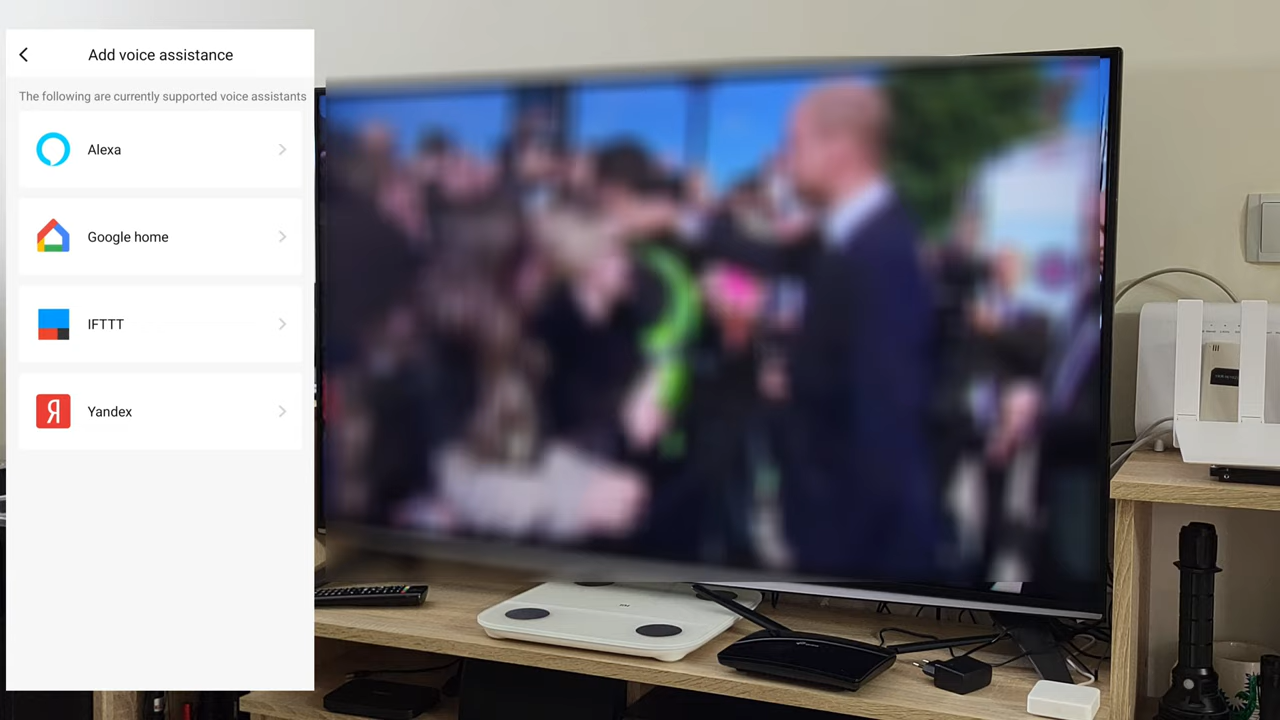 Add voice assistance
The following are currently supported voice assistants
Alexa
Google home
IFTTT
Я
Yandex